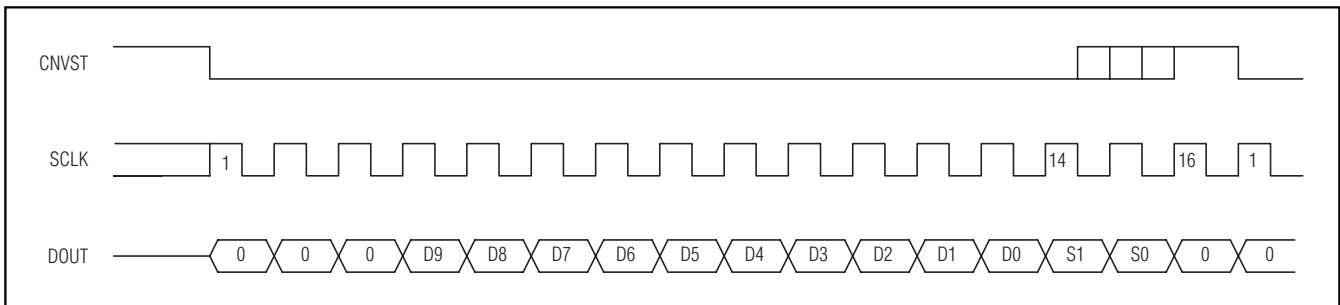 CNVST
SCLK 1 14 16 1
DOUT 0 0 0 D9 D8 D7 D6 D5 D4 D3 D2 D1 D0 S1 S0 0 0